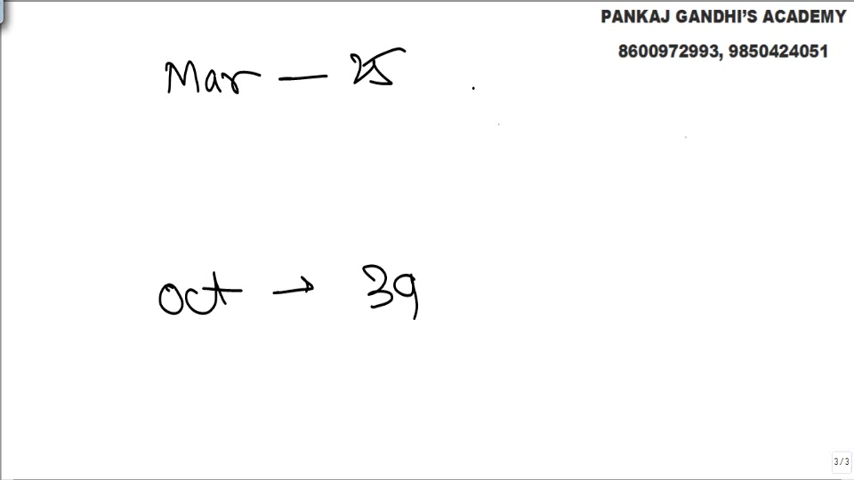 PANKAJ GANDHI'S ACADEMY
8600972993, 9850424051
Mar — 25
oct → 39
3/3